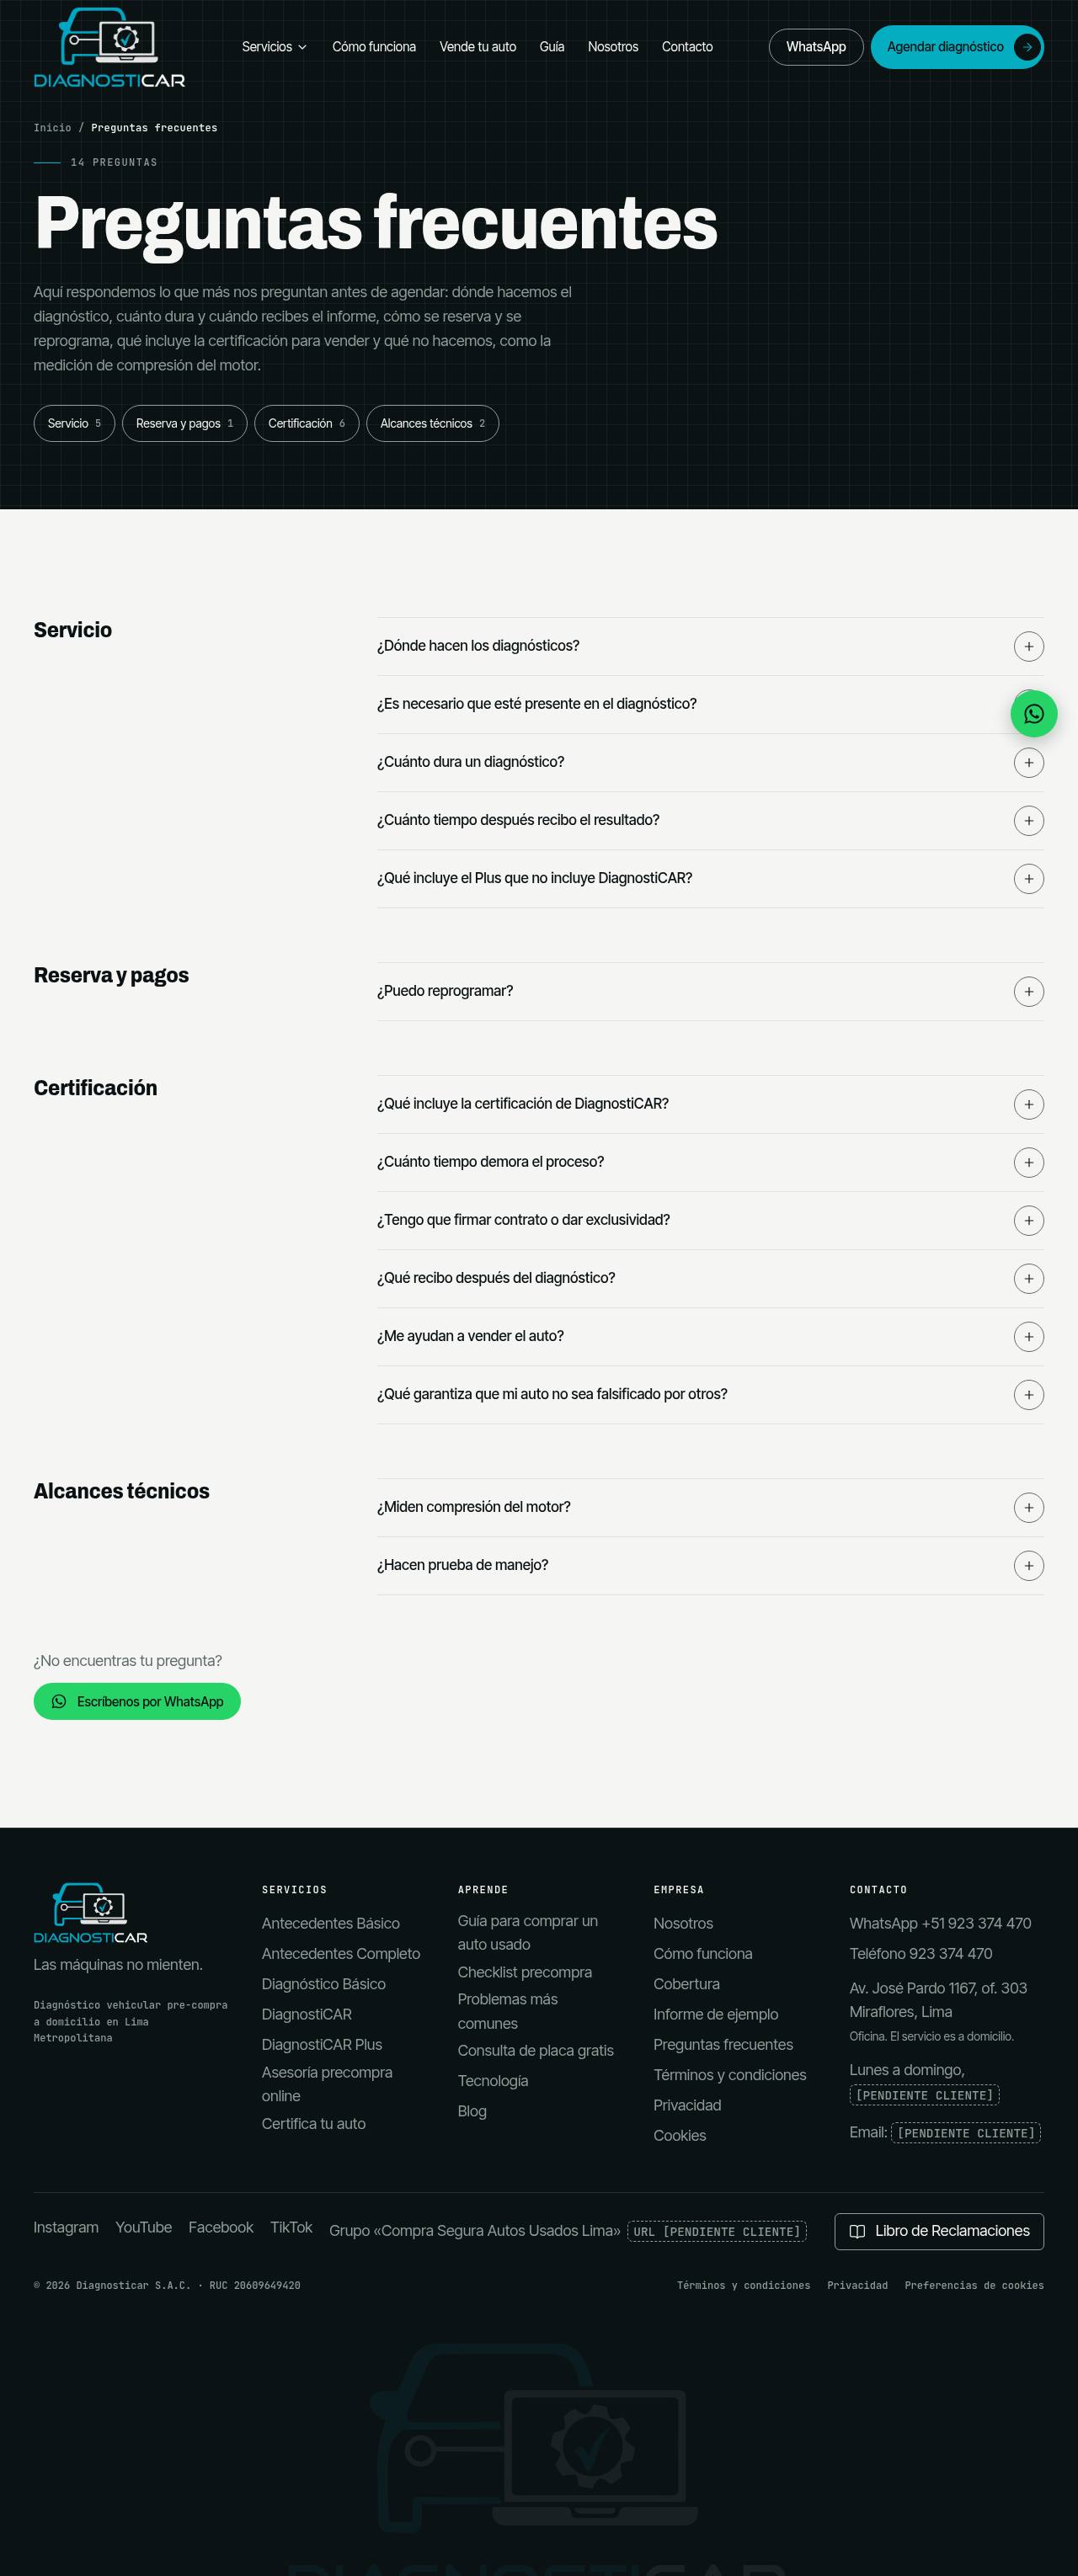 DIAGNOSTICAR
Servicios
Cómo funciona
Vende tu auto
Guía
Nosotros
Contacto
WhatsApp
Agendar diagnóstico
Inicio / Preguntas frecuentes
14 PREGUNTAS
Preguntas frecuentes
Aquí respondemos lo que más nos preguntan antes de agendar: dónde hacemos el
diagnóstico, cuánto dura y cuándo recibes el informe, cómo se reserva y se
reprograma, qué incluye la certificación para vender y qué no hacemos, como la
medición de compresión del motor.
Servicio 5
Reserva y pagos 1
Certificación 6
Alcances técnicos 2
Servicio
¿Dónde hacen los diagnósticos?
¿Es necesario que esté presente en el diagnóstico?
¿Cuánto dura un diagnóstico?
¿Cuánto tiempo después recibo el resultado?
¿Qué incluye el Plus que no incluye DiagnostiCAR?
Reserva y pagos
¿Puedo reprogramar?
Certificación
¿Qué incluye la certificación de DiagnostiCAR?
¿Cuánto tiempo demora el proceso?
¿Tengo que firmar contrato o dar exclusividad?
¿Qué recibo después del diagnóstico?
¿Me ayudan a vender el auto?
¿Qué garantiza que mi auto no sea falsificado por otros?
Alcances técnicos
¿Miden compresión del motor?
¿Hacen prueba de manejo?
¿No encuentras tu pregunta?
Escríbenos por WhatsApp
DIAGNOSTICAR
Las máquinas no mienten.
Diagnóstico vehicular pre-compra
a domicilio en Lima
Metropolitana
SERVICIOS
Antecedentes Básico
Antecedentes Completo
Diagnóstico Básico
DiagnostiCAR
DiagnostiCAR Plus
Asesoría precompra
online
Certifica tu auto
APRENDE
Guía para comprar un
auto usado
Checklist precompra
Problemas más
comunes
Consulta de placa gratis
Tecnología
Blog
EMPRESA
Nosotros
Cómo funciona
Cobertura
Informe de ejemplo
Preguntas frecuentes
Términos y condiciones
Privacidad
Cookies
CONTACTO
WhatsApp +51 923 374 470
Teléfono 923 374 470
Av. José Pardo 1167, of. 303
Miraflores, Lima
Oficina. El servicio es a domicilio.
Lunes a domingo,
[PENDIENTE CLIENTE]
Email: [PENDIENTE CLIENTE]
Instagram
YouTube
Facebook
TikTok
Grupo «Compra Segura Autos Usados Lima» URL [PENDIENTE CLIENTE]
Libro de Reclamaciones
© 2026 Diagnosticar S.A.C. · RUC 20609649420
Términos y condiciones
Privacidad
Preferencias de cookies
DIAGNOSTICAR